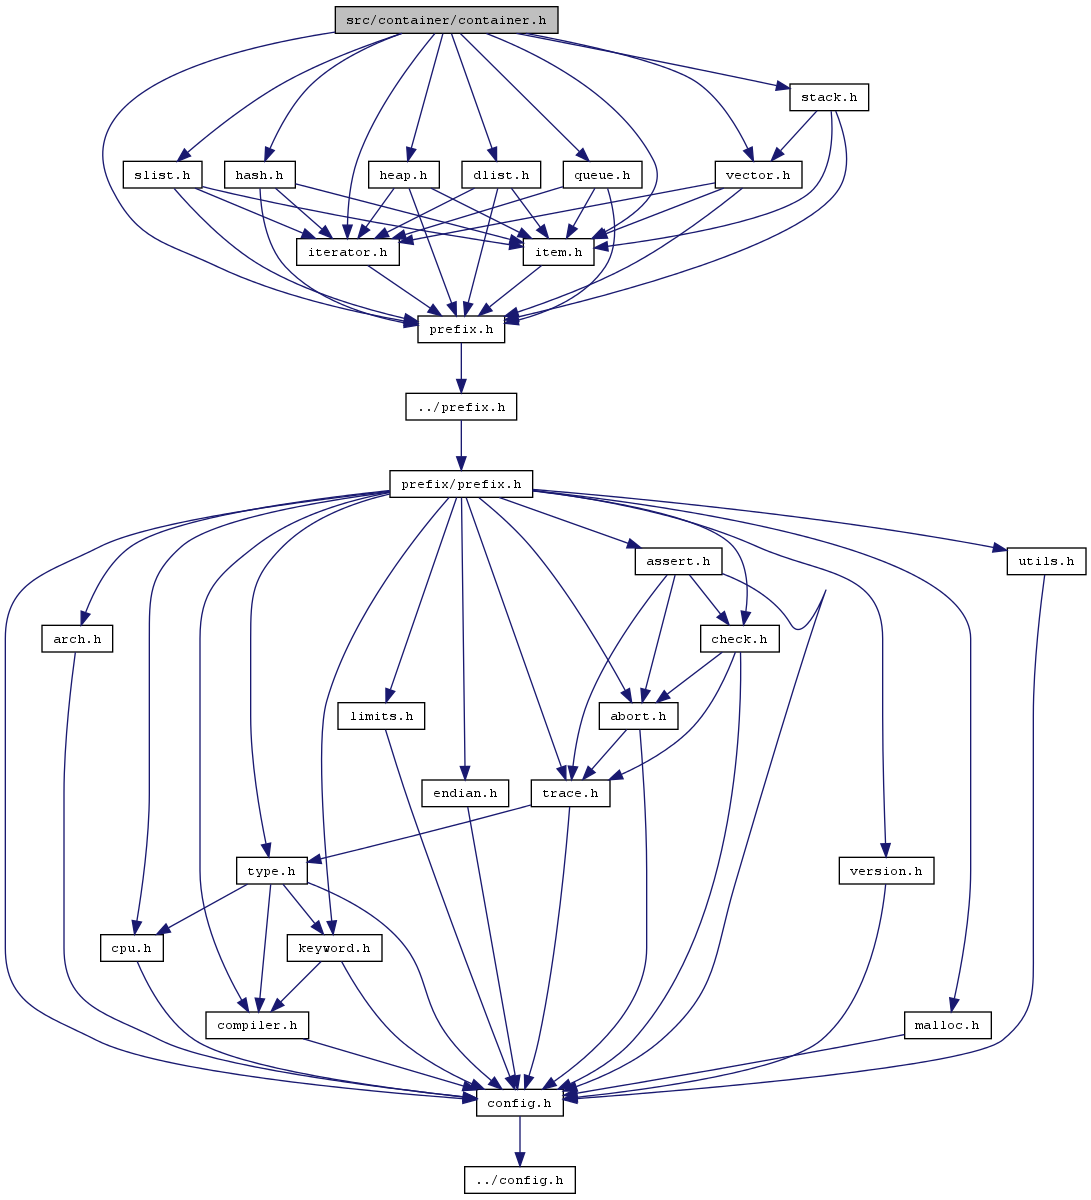 src/container/container.h
stack.h
slist.h
hash.h
heap.h
dlist.h
queue.h
vector.h
iterator.h
item.h
prefix.h
../prefix.h
prefix/prefix.h
assert.h
utils.h
arch.h
check.h
limits.h
abort.h
endian.h
trace.h
type.h
version.h
cpu.h
keyword.h
compiler.h
malloc.h
config.h
../config.h